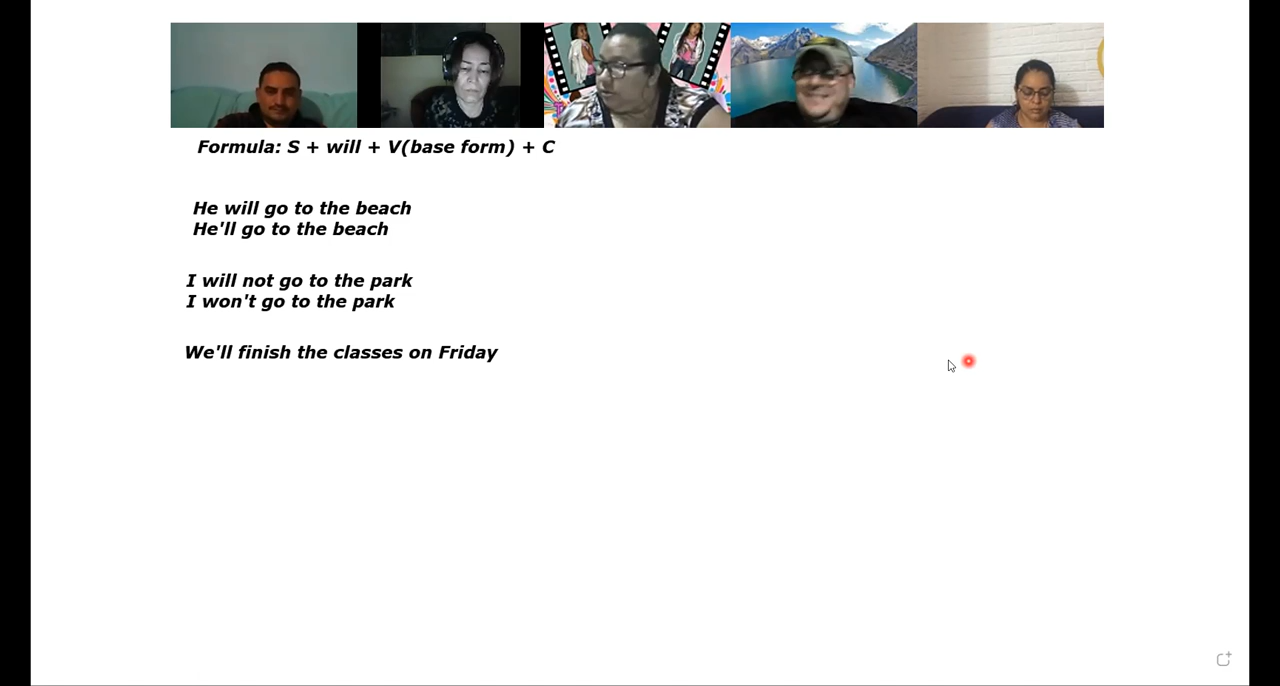 Formula: S + will + V(base form) + C
He will go to the beach
He'll go to the beach
I will not go to the park
I won't go to the park
We'll finish the classes on Friday